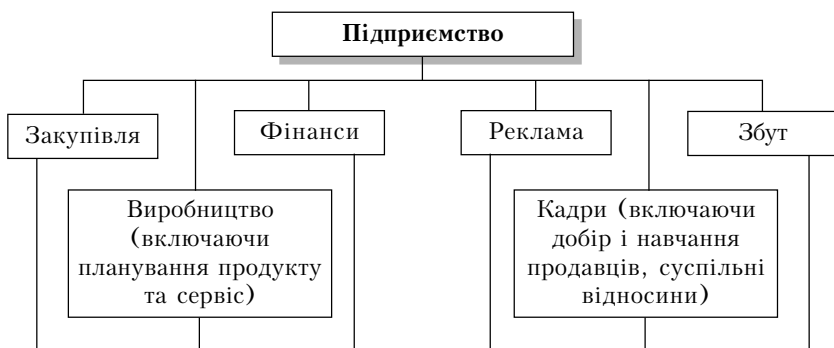 Підприємство
Закупівля
Фінанси
Реклама
Збут
Виробництво
(включаючи
планування продукту
та сервіс)
Кадри (включаючи
добір і навчання
продавців, суспільні
відносини)